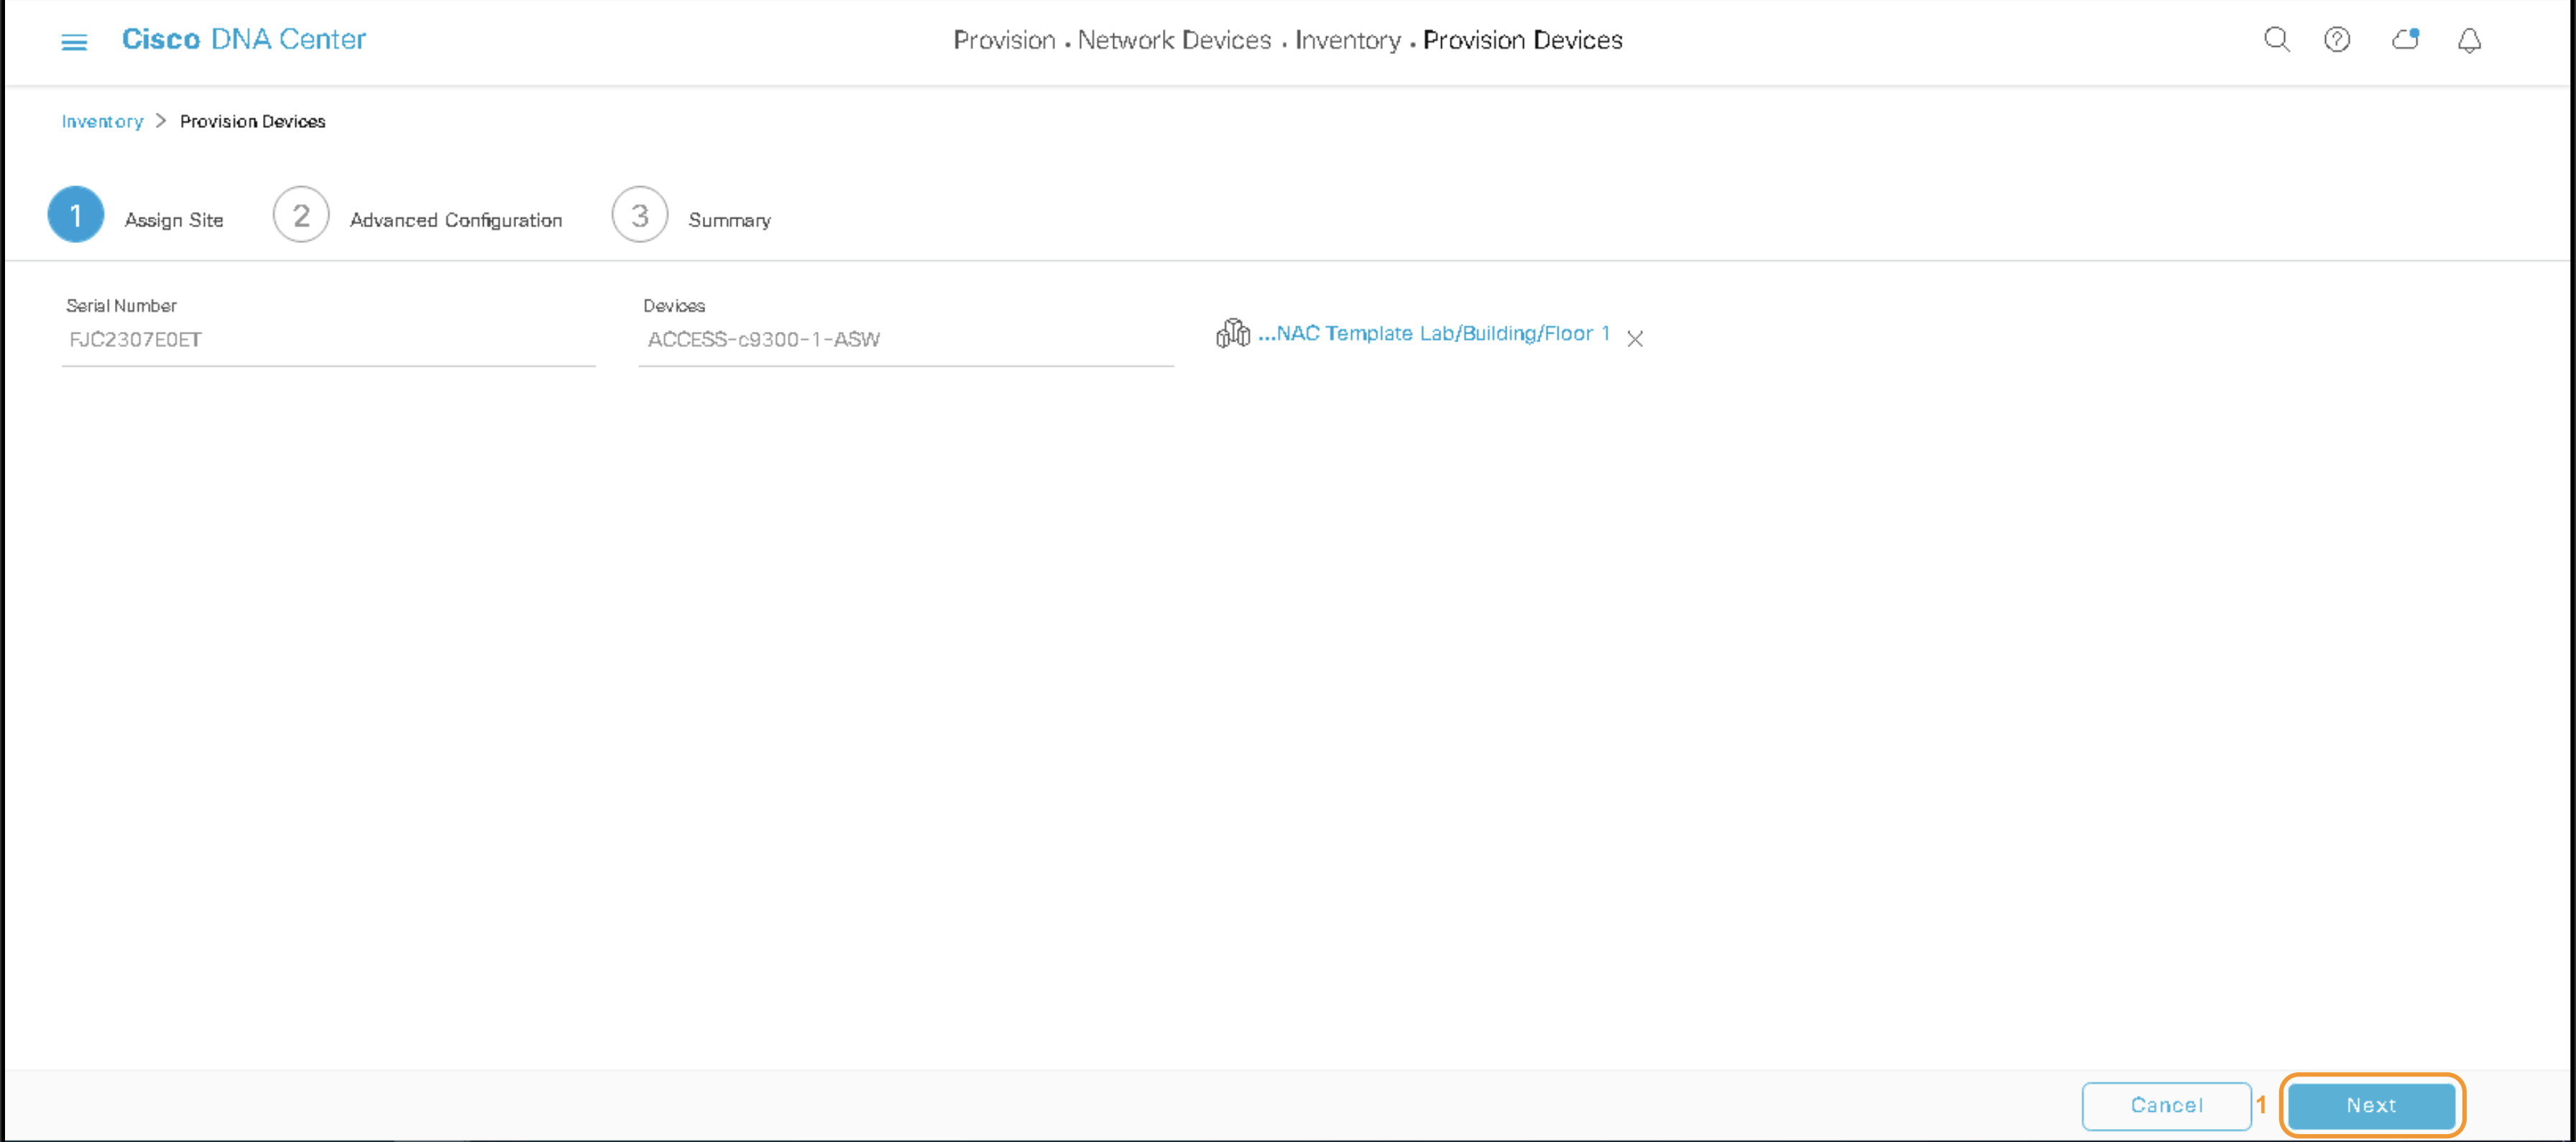 Cisco DNA Center
Provision · Network Devices · Inventory · Provision Devices
Inventory > Provision Devices
1 Assign Site 2 Advanced Configuration 3 Summary
Serial Number
FJC2307E0ET
Devices
ACCESS-c9300-1-ASW
...NAC Template Lab/Building/Floor 1
Cancel
1
Next